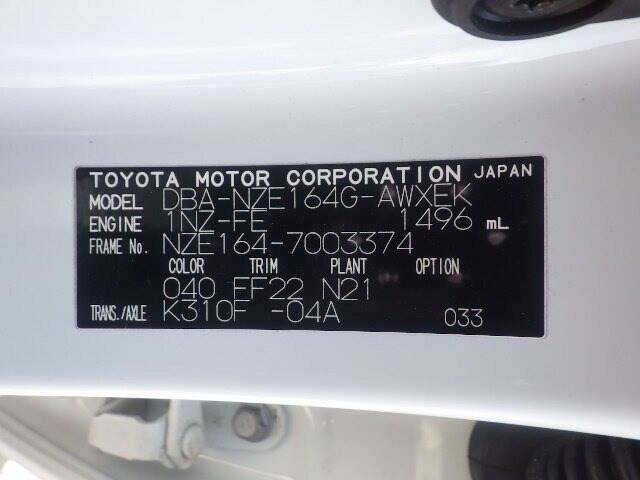 TOYOTA MOTOR CORPORATION JAPAN
MODEL DBA-NZE164G-AWXEK
ENGINE 1NZ-FE 1496 mL
FRAME No. NZE164-7003374
COLOR TRIM PLANT OPTION
040 FF22 N21
TRANS./AXLE K310F -04A 033